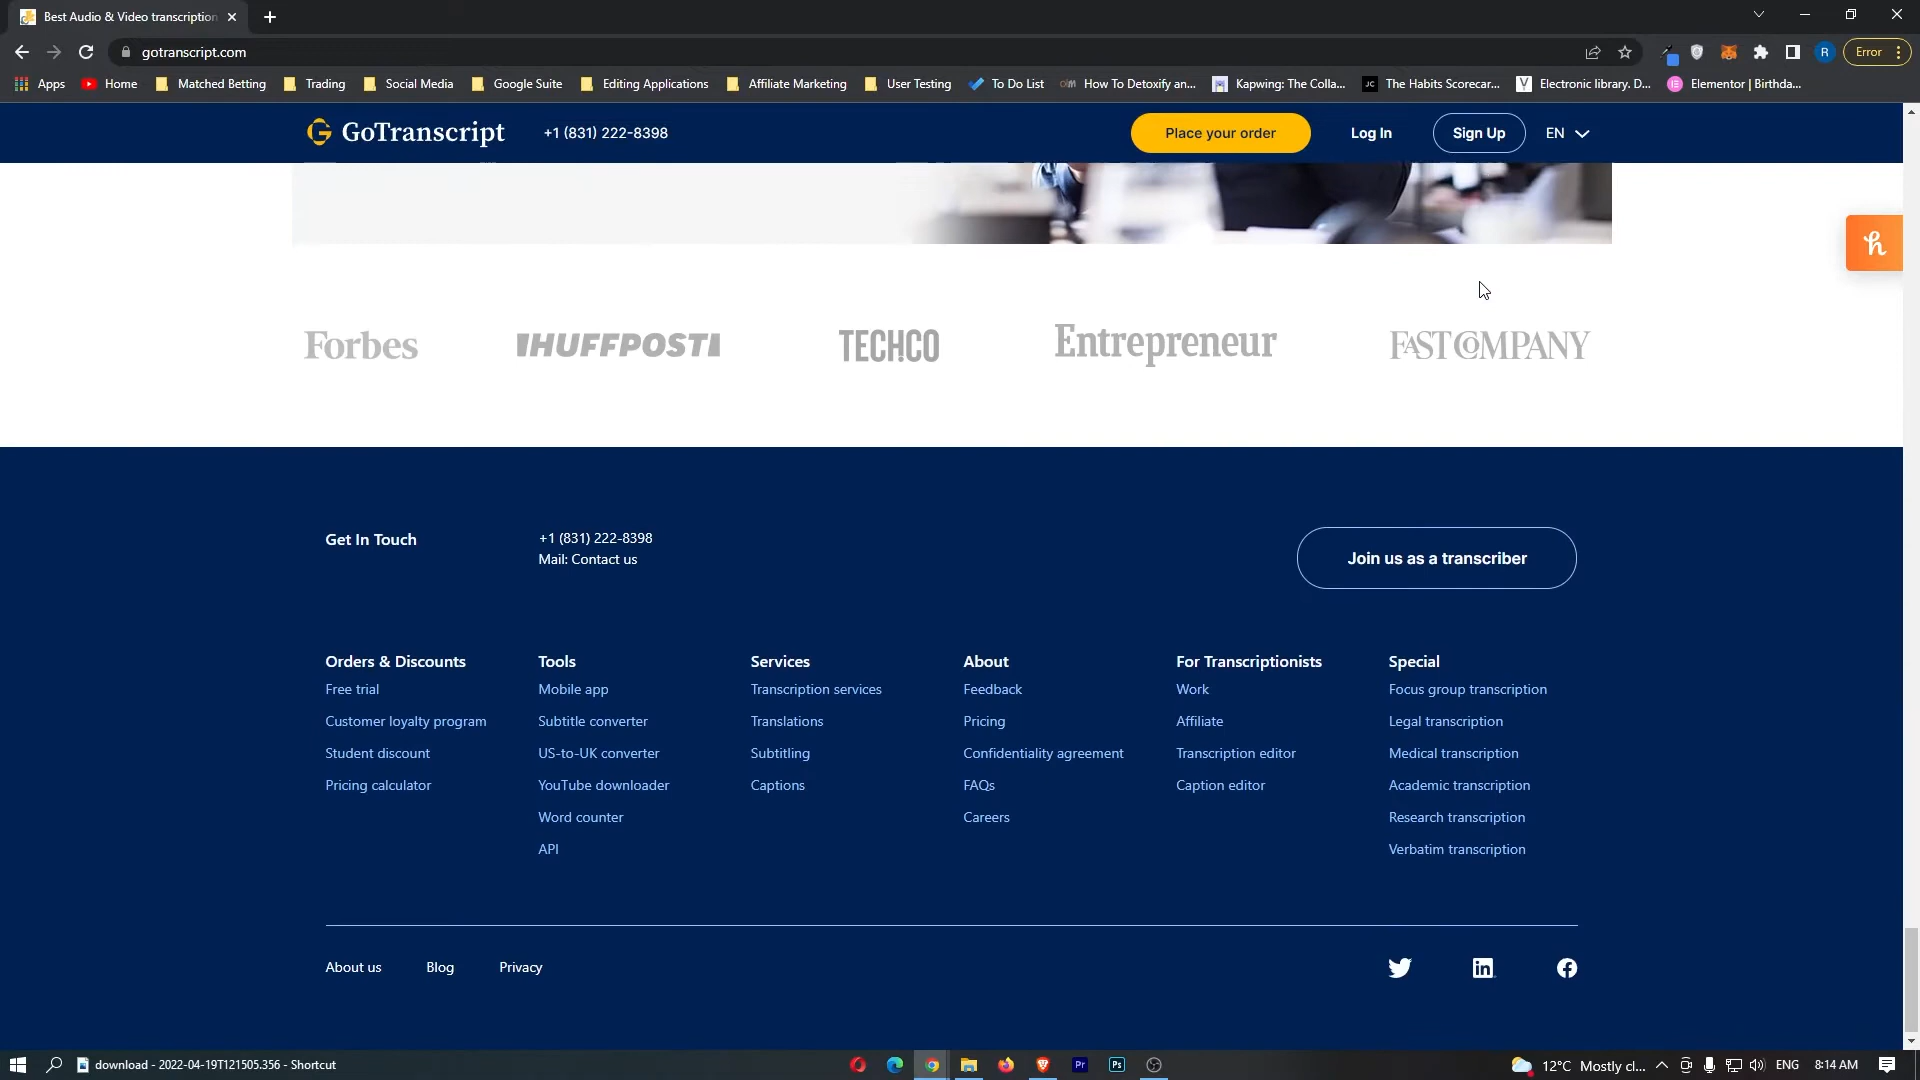 Best Audio & Video transcription
gotranscript.com
Error
Apps
Home
Matched Betting
Trading
Social Media
Google Suite
Editing Applications
Affiliate Marketing
User Testing
To Do List
How To Detoxify an...
Kapwing: The Colla...
The Habits Scorecar...
Electronic library. D...
Elementor | Birthda...
GoTranscript
+1 (831) 222-8398
Place your order
Log In
Sign Up
EN
Forbes
IHUFFPOSTI
TECH.CO
Entrepreneur
FAST COMPANY
Get In Touch
+1 (831) 222-8398
Mail: Contact us
Join us as a transcriber
Orders & Discounts
Free trial
Customer loyalty program
Student discount
Pricing calculator
Tools
Mobile app
Subtitle converter
US-to-UK converter
YouTube downloader
Word counter
API
Services
Transcription services
Translations
Subtitling
Captions
About
Feedback
Pricing
Confidentiality agreement
FAQs
Careers
For Transcriptionists
Work
Affiliate
Transcription editor
Caption editor
Special
Focus group transcription
Legal transcription
Medical transcription
Academic transcription
Research transcription
Verbatim transcription
About us
Blog
Privacy
download - 2022-04-19T121505.356 - Shortcut
12°C Mostly cl...
ENG
8:14 AM